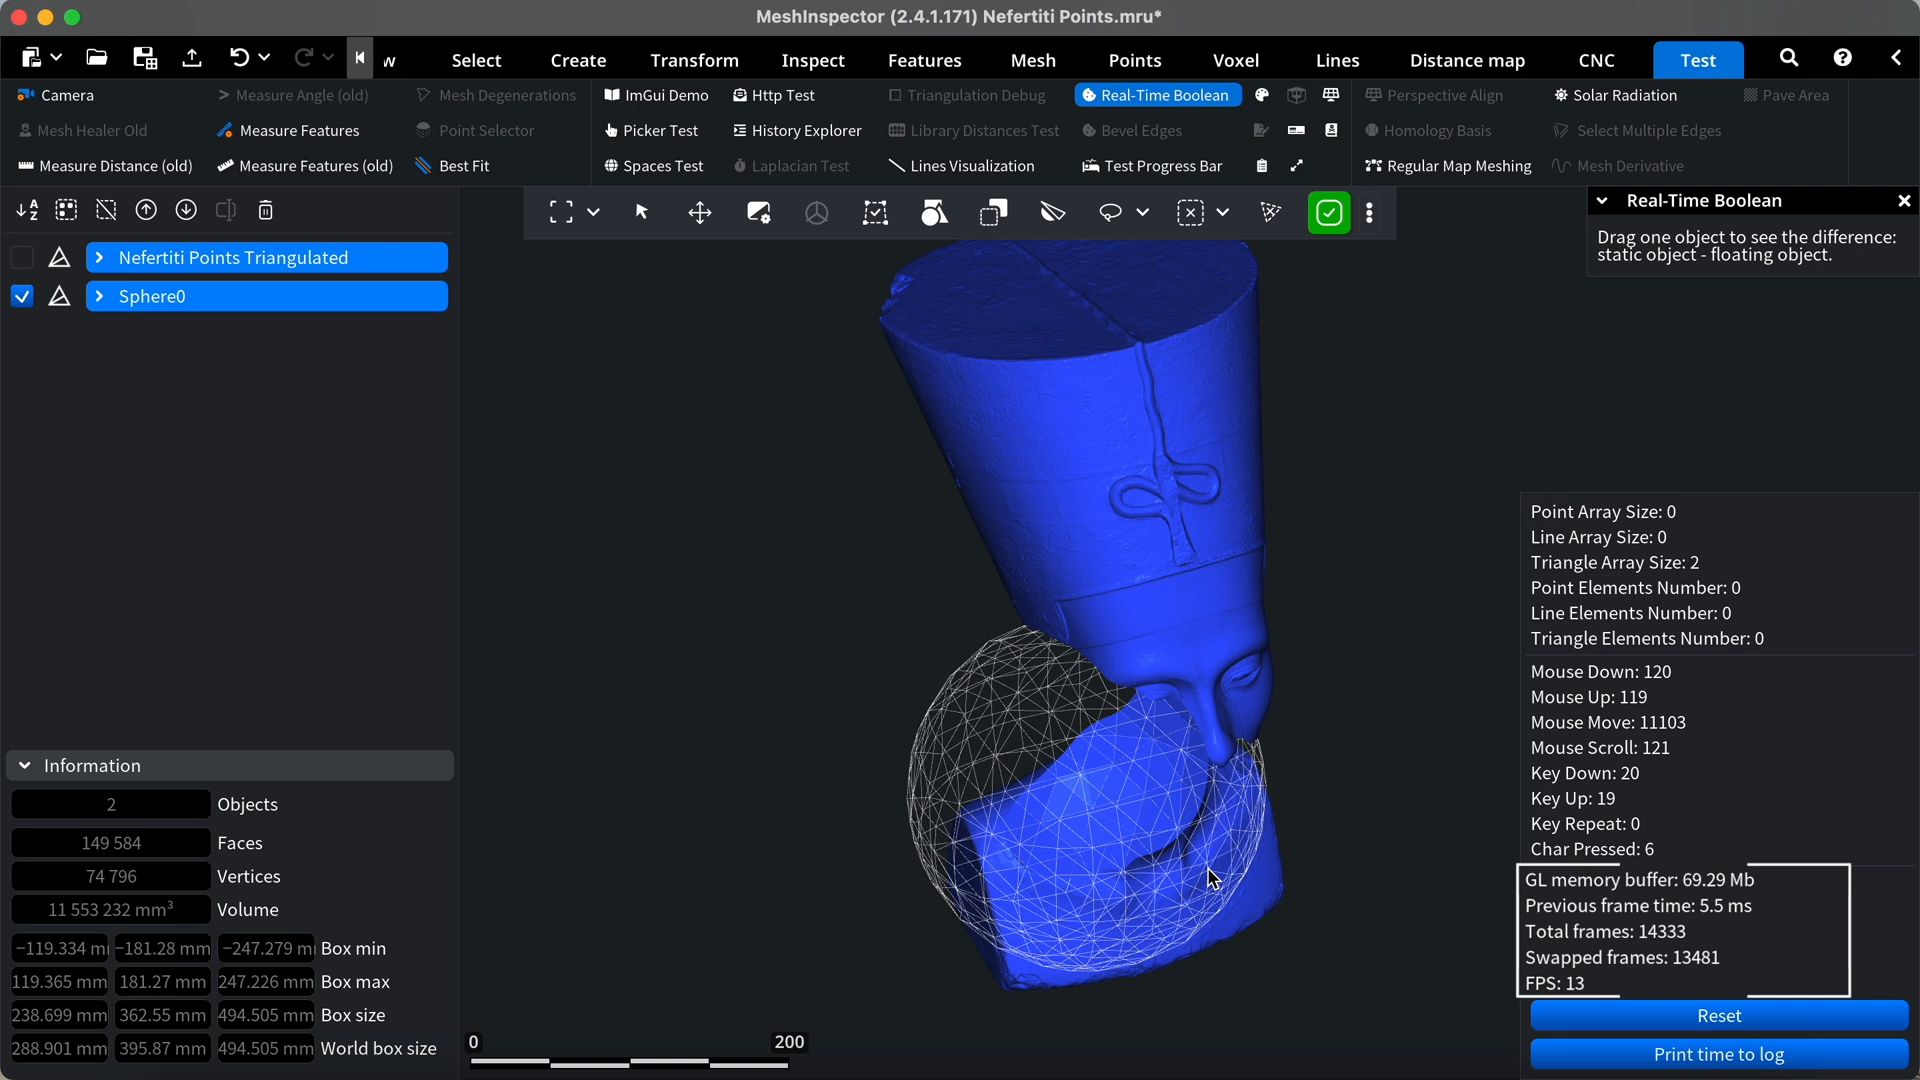 MeshInspector (2.4.1.171) Nefertiti Points.mru*
w Select Create Transform Inspect Features Mesh Points Voxel Lines Distance map CNC Test
Camera > Measure Angle (old) Mesh Degenerations ImGui Demo Http Test Triangulation Debug Real-Time Boolean Perspective Align Solar Radiation Pave Area
Mesh Healer Old Measure Features Point Selector Picker Test History Explorer Library Distances Test Bevel Edges Homology Basis Select Multiple Edges
Measure Distance (old) Measure Features (old) Best Fit Spaces Test Laplacian Test Lines Visualization Test Progress Bar Regular Map Meshing Mesh Derivative
Real-Time Boolean
Drag one object to see the difference:
static object - floating object.
Nefertiti Points Triangulated
Sphere0
Information
2 Objects
149 584 Faces
74 796 Vertices
11 553 232 mm³ Volume
−119.334 m −181.28 mm −247.279 m Box min
119.365 mm 181.27 mm 247.226 mm Box max
238.699 mm 362.55 mm 494.505 mm Box size
288.901 mm 395.87 mm 494.505 mm World box size
0 200
Point Array Size: 0
Line Array Size: 0
Triangle Array Size: 2
Point Elements Number: 0
Line Elements Number: 0
Triangle Elements Number: 0
Mouse Down: 120
Mouse Up: 119
Mouse Move: 11103
Mouse Scroll: 121
Key Down: 20
Key Up: 19
Key Repeat: 0
Char Pressed: 6
GL memory buffer: 69.29 Mb
Previous frame time: 5.5 ms
Total frames: 14333
Swapped frames: 13481
FPS: 13
Reset
Print time to log